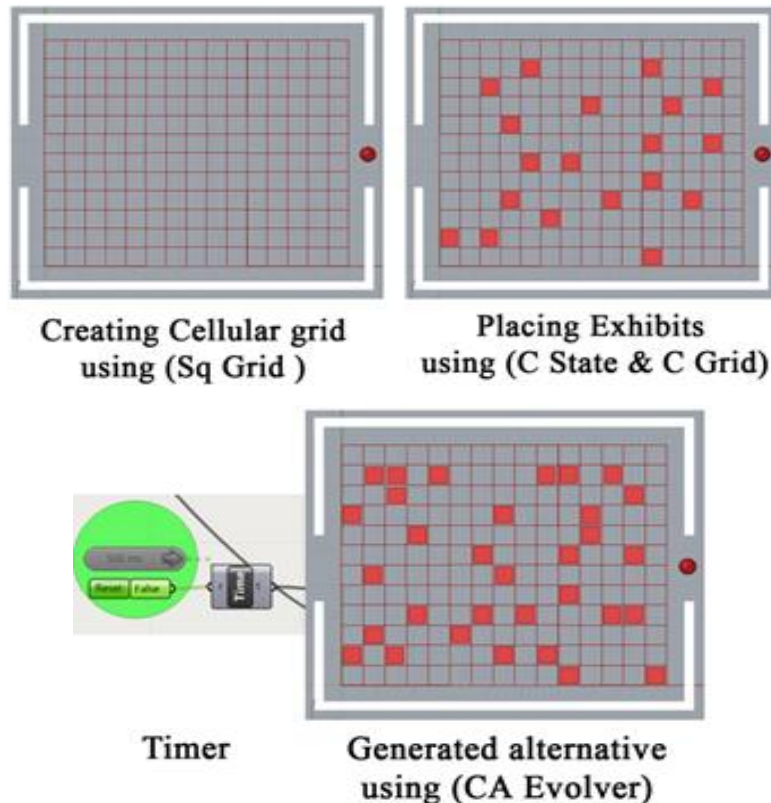 Creating Cellular grid
using (Sq Grid )
Placing Exhibits
using (C State & C Grid)
Reset False
Timer
Generated alternative
using (CA Evolver)